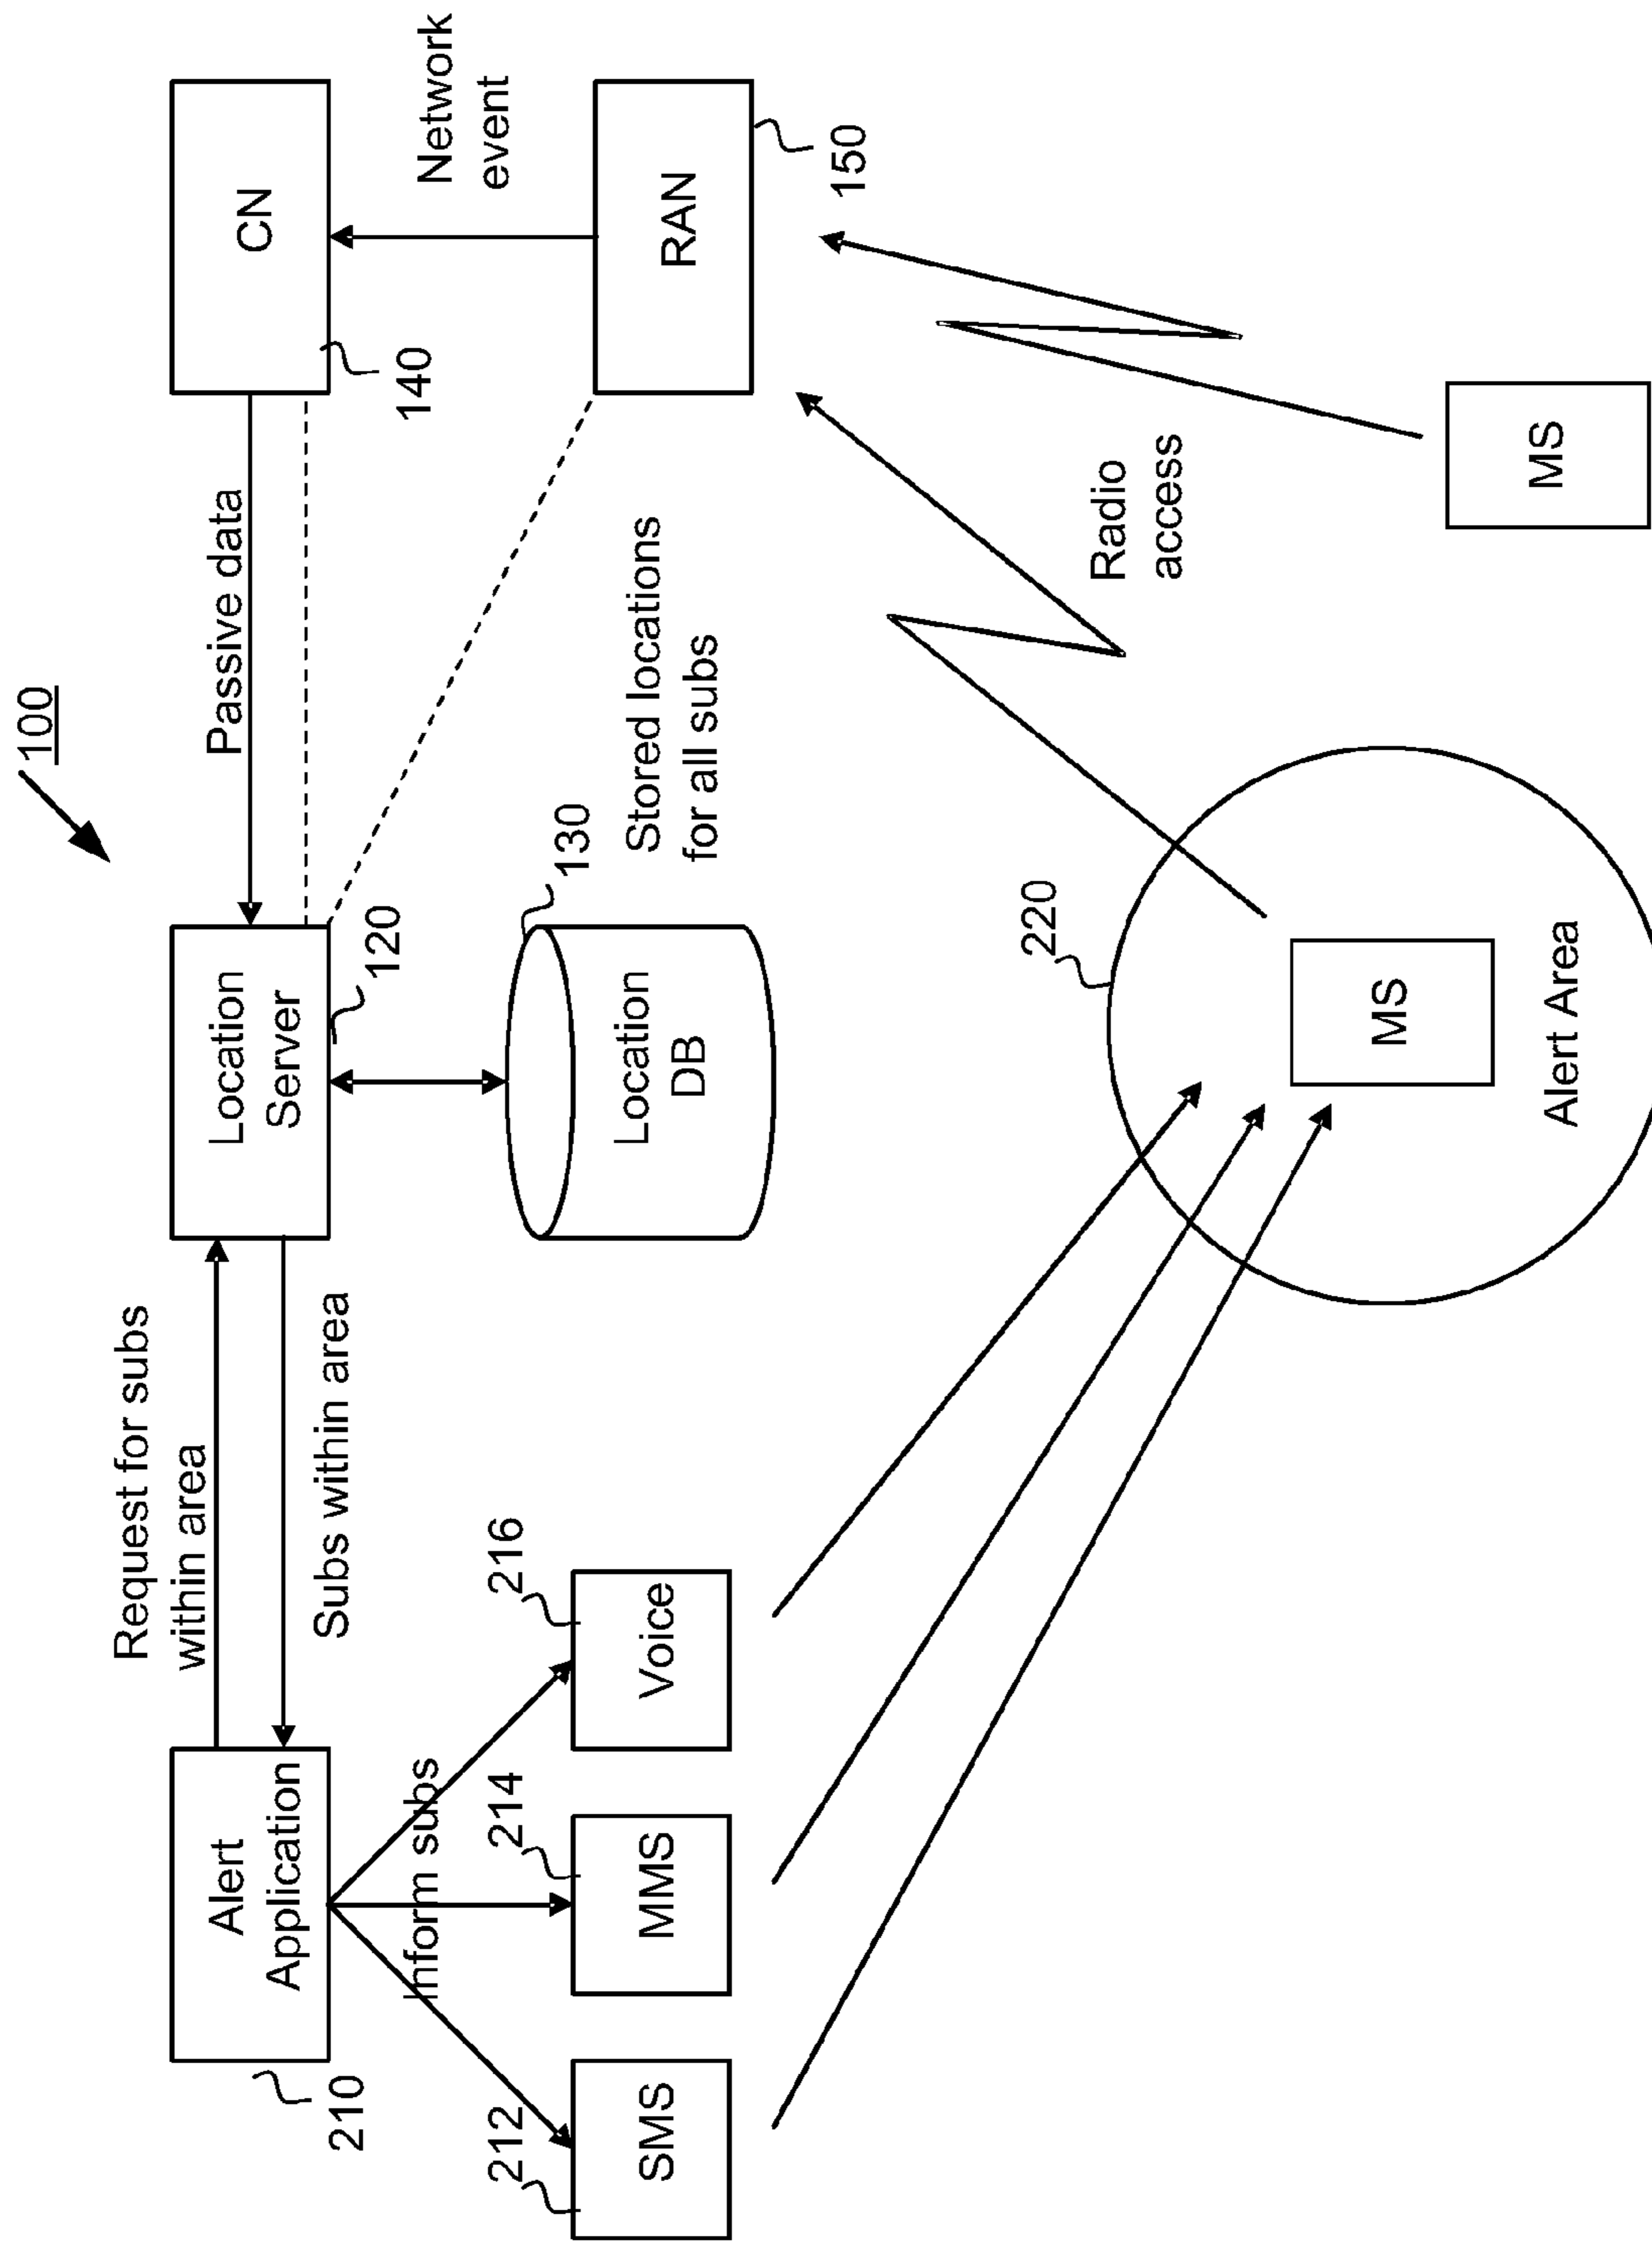 100
Request for subs
within area
Alert
Application
210
Subs within area
Location
Server
120
Passive data
CN
140
Network
event
Inform subs
212
SMS
214
MMS
216
Voice
130
Location
DB
Stored locations
for all subs
RAN
150
Radio
access
220
MS
Alert Area
MS